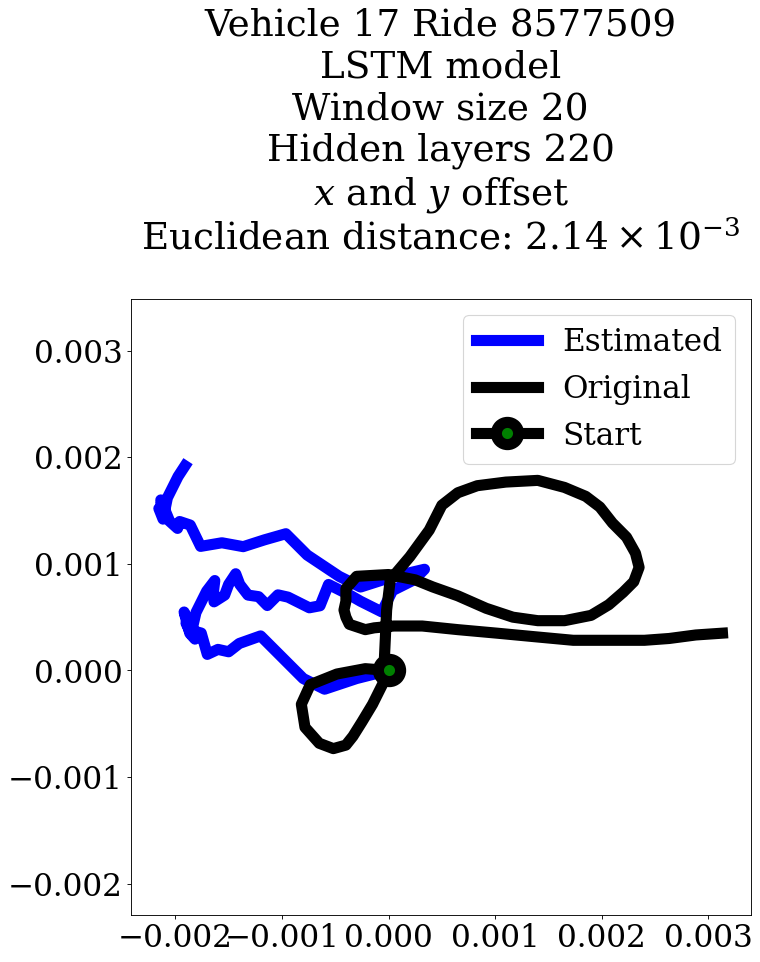 Vehicle 17 Ride 8577509
LSTM model
Window size 20
Hidden layers 220
x and y offset
Euclidean distance: 2.14 × 10⁻³
Estimated
Original
Start
0.003
0.002
0.001
0.000
−0.001
−0.002
−0.002 −0.001 0.000 0.001 0.002 0.003